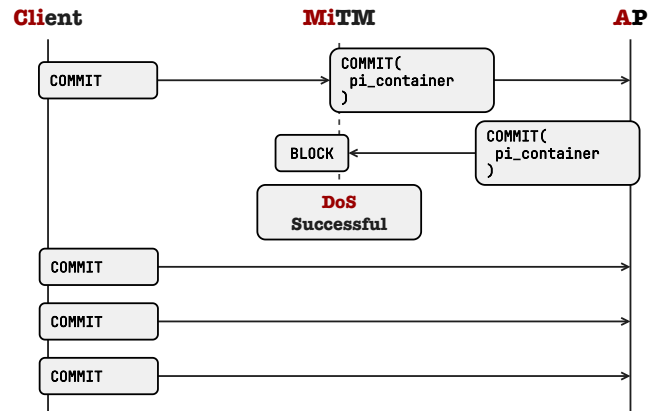 Client
MiTM
AP
COMMIT
COMMIT(
pi_container
)
COMMIT(
pi_container
)
BLOCK
DoS
Successful
COMMIT
COMMIT
COMMIT